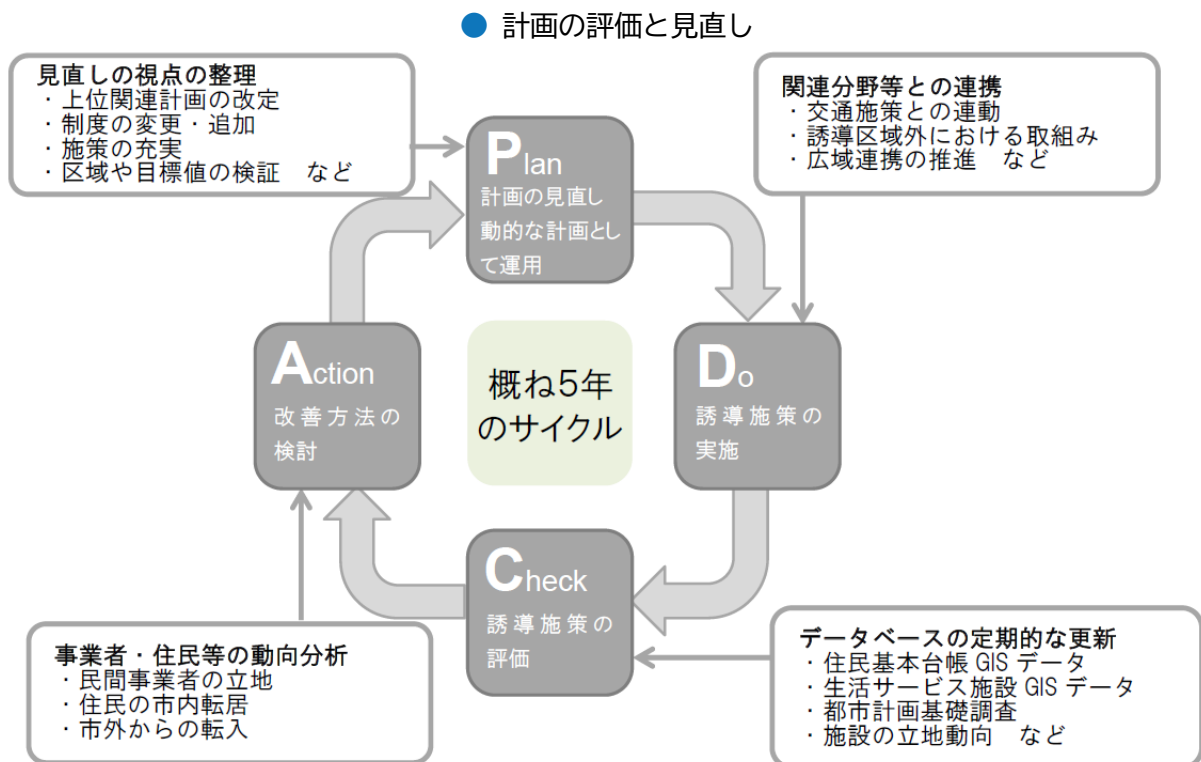 ● 計画の評価と見直し
見直しの視点の整理
・上位関連計画の改定
・制度の変更・追加
・施策の充実
・区域や目標値の検証　など
関連分野等との連携
・交通施策との連動
・誘導区域外における取組み
・広域連携の推進　など
Plan
計画の見直し
動的な計画とし
て運用
Action
改善方法の
検討
概ね5年
のサイクル
Do
誘導施策の
実施
Check
誘導施策の
評価
事業者・住民等の動向分析
・民間事業者の立地
・住民の市内転居
・市外からの転入
データベースの定期的な更新
・住民基本台帳 GIS データ
・生活サービス施設 GIS データ
・都市計画基礎調査
・施設の立地動向　など